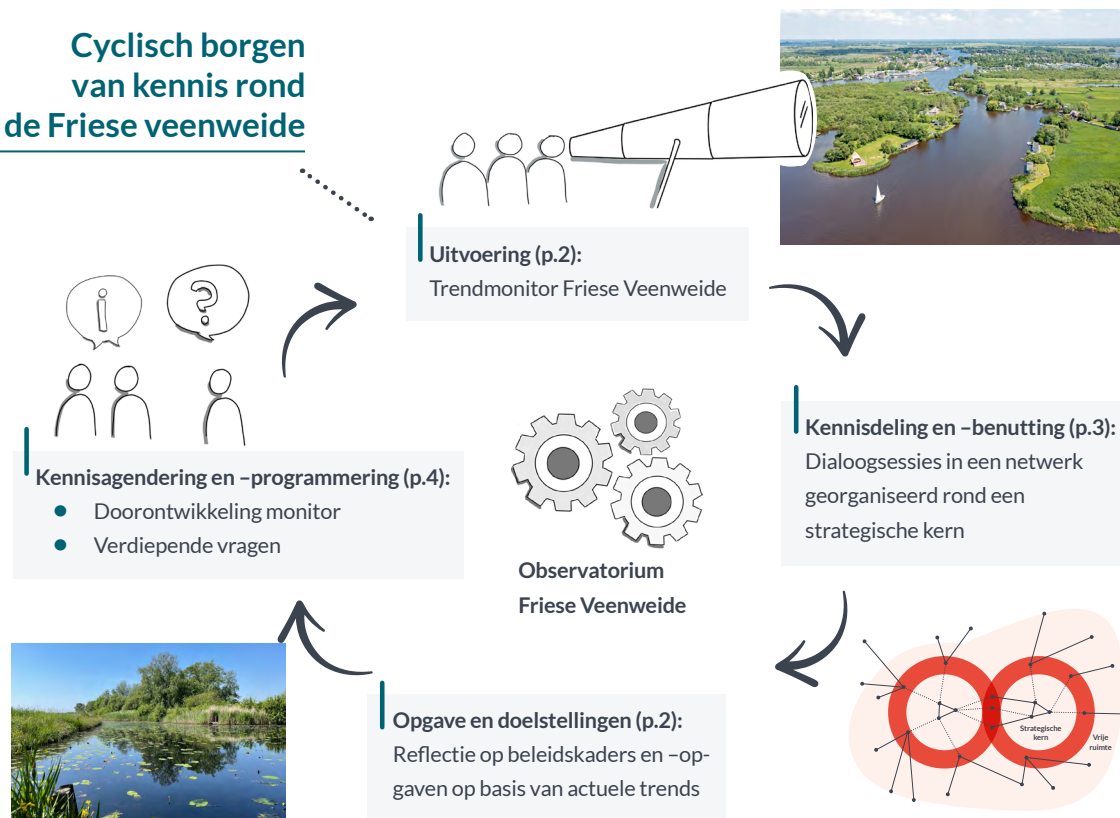 Cyclisch borgen
van kennis rond
de Friese veenweide
Uitvoering (p.2):
Trendmonitor Friese Veenweide
i
?
Kennisdeling en –benutting (p.3):
Dialoogsessies in een netwerk
georganiseerd rond een
strategische kern
Kennisagendering en –programmering (p.4):
Doorontwikkeling monitor
Verdiepende vragen
Observatorium
Friese Veenweide
Opgave en doelstellingen (p.2):
Reflectie op beleidskaders en –op-
gaven op basis van actuele trends
Strategische
kern
Vrije
ruimte